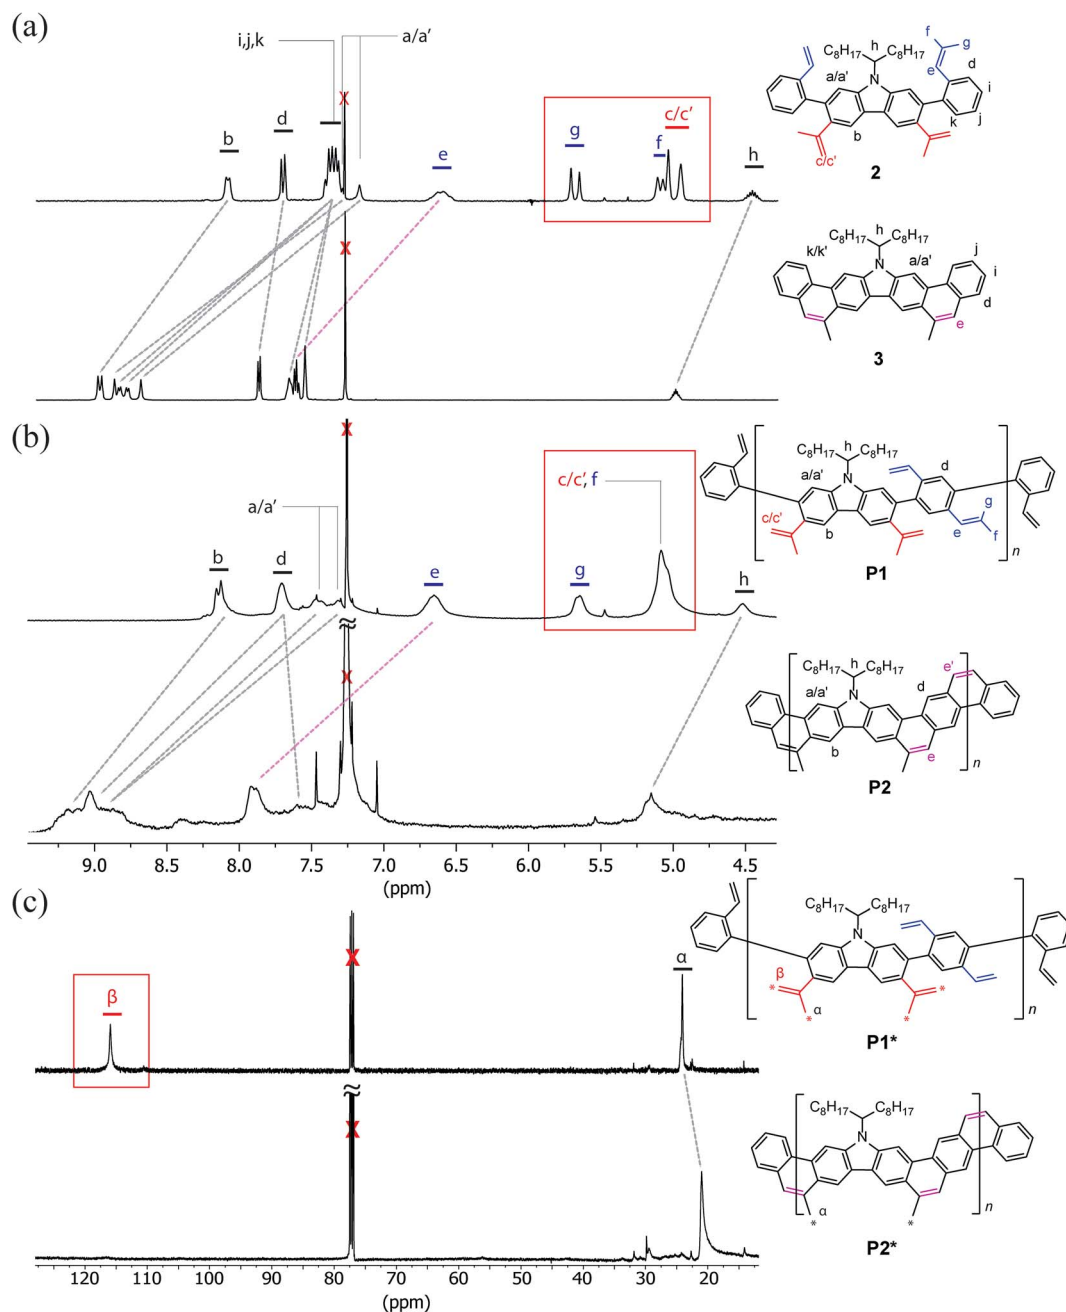 (a)
i,j,k
a/a'
b
d
X
e
g
f
c/c'
h
X
C8H17
h
C8H17
f
g
e
d
a/a'
N
i
b
k
j
c/c'
2
C8H17
h
C8H17
k/k'
j
N
a/a'
i
d
e
3
(b)
X
a/a'
b
d
e
c/c',f
g
h
≈
X
9.0 8.5 8.0 7.5 7.0 6.5 6.0 5.5 5.0 4.5
(ppm)
C8H17
h
C8H17
d
a/a'
N
c/c'
b
g
e
f
n
P1
C8H17
h
C8H17
e'
a/a'
N
d
b
e
n
P2
(c)
β
X
α
≈
X
110 100 90 80 70 60 50 40 30 20
(ppm)
C8H17
C8H17
N
β
*
α
*
*
*
n
P1*
C8H17
C8H17
N
α
*
*
n
P2*